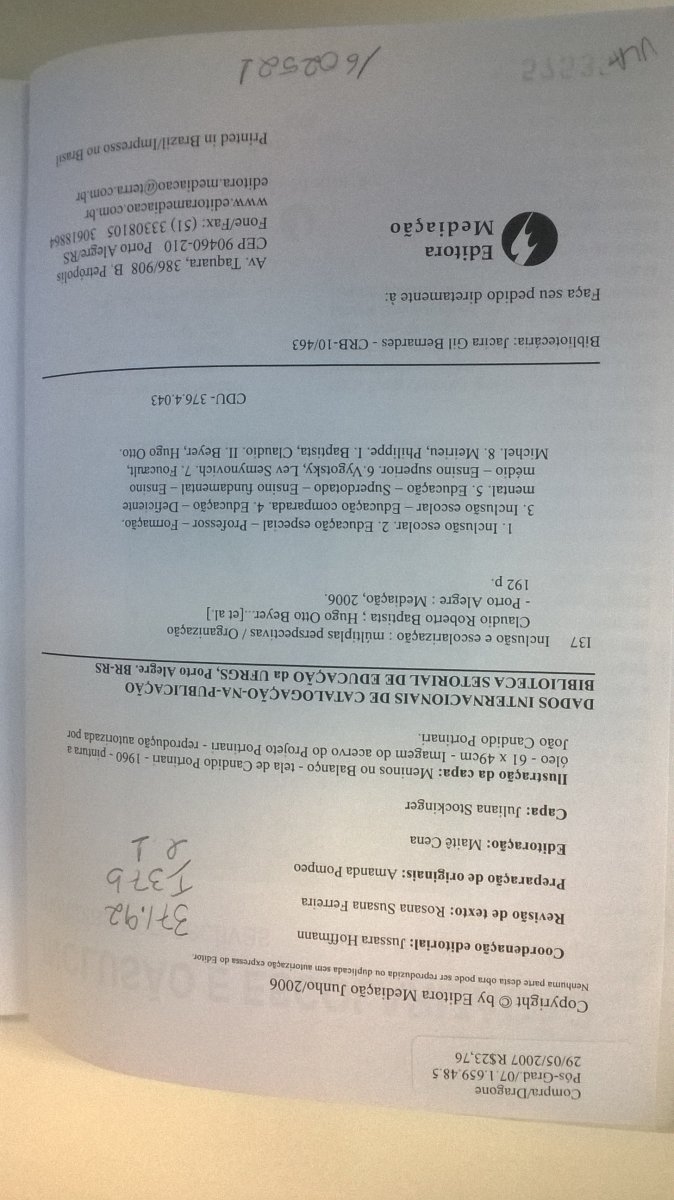 Compra/Dragone
Pós-Grad./07.1.659.48.5
29/05/2007 R$23,76
Copyright © by Editora Mediação Junho/2006
Nenhuma parte desta obra pode ser reproduzida ou duplicada sem autorização expressa do Editor.
Coordenação editorial: Jussara Hoffmann
Revisão de texto: Rosana Susana Ferreira
Preparação de originais: Amanda Pompeo
Editoração: Maitê Cena
Capa: Juliana Stockinger
371.92
I37b
e 1
Ilustração da capa: Meninos no Balanço - tela de Candido Portinari - 1960 - pintura a
óleo - 61 x 49cm - Imagem do acervo do Projeto Portinari - reprodução autorizada por
João Candido Portinari.
DADOS INTERNACIONAIS DE CATALOGAÇÃO-NA-PUBLICAÇÃO
BIBLIOTECA SETORIAL DE EDUCAÇÃO da UFRGS, Porto Alegre. BR-RS
I37 Inclusão e escolarização : múltiplas perspectivas / Organização
Claudio Roberto Baptista ; Hugo Otto Beyer...[et al.]
- Porto Alegre : Mediação, 2006.
192 p.
1. Inclusão escolar. 2. Educação especial – Professor – Formação.
3. Inclusão escolar – Educação comparada. 4. Educação – Deficiente
mental. 5. Educação – Superdotado – Ensino fundamental – Ensino
médio – Ensino superior. 6.Vygotsky, Lev Semynovich. 7. Foucault,
Michel. 8. Meirieu, Philippe. I. Baptista, Claudio. II. Beyer, Hugo Otto.
CDU- 376.4.043
Bibliotecária: Jacira Gil Bernardes - CRB-10/463
Faça seu pedido diretamente à:
Editora
Mediação
Av. Taquara, 386/908 B. Petrópolis
CEP 90460-210 Porto Alegre/RS
Fone/Fax: (51) 33308105 30618864
www.editoramediacao.com.br
editora.mediacao@terra.com.br
Printed in Brazil/Impresso no Brasil
1602521